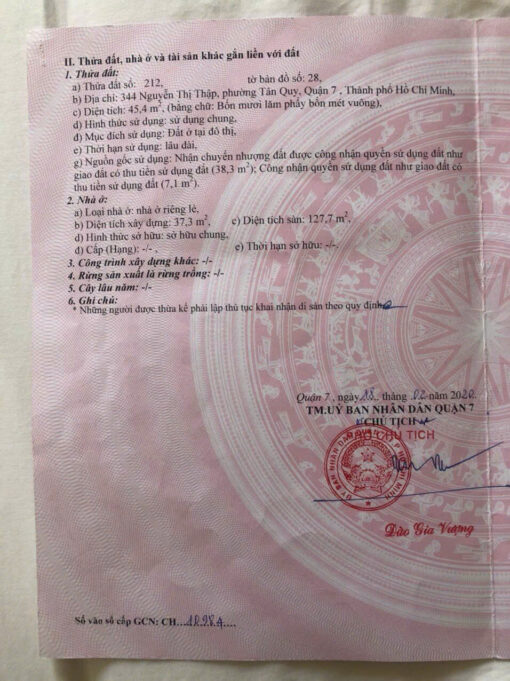 II. Thửa đất, nhà ở và tài sản khác gắn liền với đất
1. Thửa đất:
a) Thửa đất số: 212, tờ bản đồ số: 28,
b) Địa chỉ: 344 Nguyễn Thị Thập, phường Tân Quy, Quận 7 , Thành phố Hồ Chí Minh,
c) Diện tích: 45,4 m², (bằng chữ: Bốn mươi lăm phẩy bốn mét vuông),
d) Hình thức sử dụng: sử dụng chung,
đ) Mục đích sử dụng: Đất ở tại đô thị,
e) Thời hạn sử dụng: lâu dài,
g) Nguồn gốc sử dụng: Nhận chuyển nhượng đất được công nhận quyền sử dụng đất như
giao đất có thu tiền sử dụng đất (38,3 m²); Công nhận quyền sử dụng đất như giao đất có
thu tiền sử dụng đất (7,1 m²).
2. Nhà ở:
a) Loại nhà ở: nhà ở riêng lẻ,
b) Diện tích xây dựng: 37,3 m², c) Diện tích sàn: 127,7 m²,
d) Hình thức sở hữu: sở hữu chung,
đ) Cấp (Hạng): -/- . e) Thời hạn sở hữu: -/-.
3. Công trình xây dựng khác: -/-
4. Rừng sản xuất là rừng trồng: -/-
5. Cây lâu năm: -/-
6. Ghi chú:
* Những người được thừa kế phải lập thủ tục khai nhận di sản theo quy định
Quận 7 , ngày 18 tháng 02 năm 2020
TM.UỶ BAN NHÂN DÂN QUẬN 7
CHỦ TỊCH
PHÓ CHỦ TỊCH
Đào Gia Vượng
Số vào sổ cấp GCN: CH